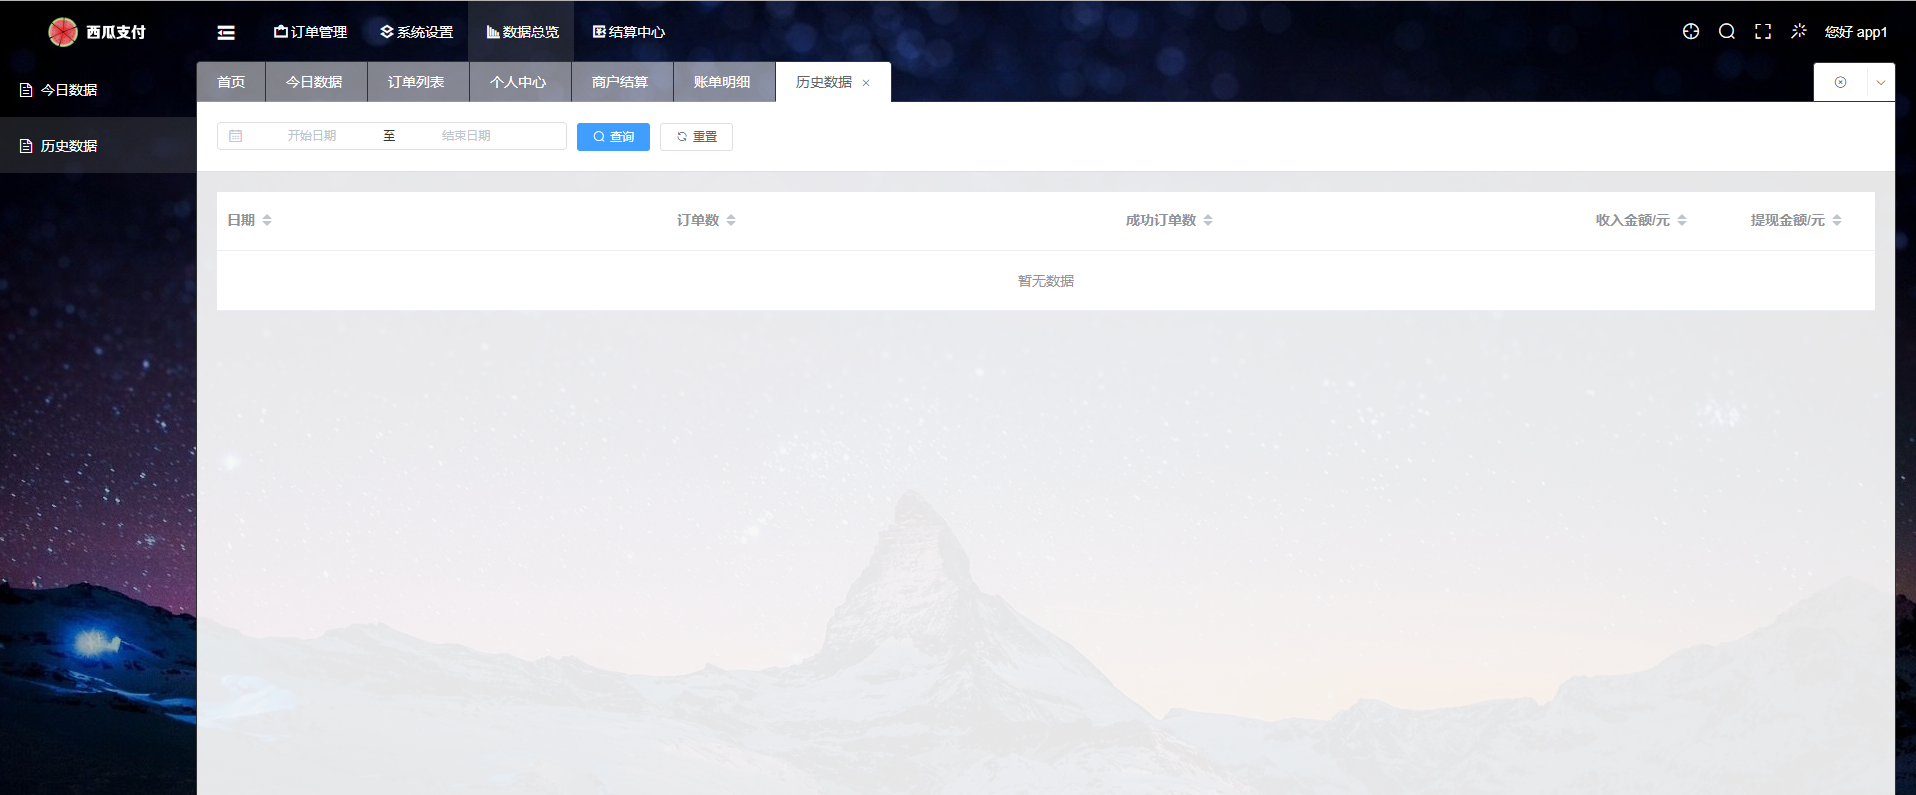 西瓜支付
订单管理 系统设置 数据总览 结算中心
您好 app1
今日数据
历史数据
首页 今日数据 订单列表 个人中心 商户结算 账单明细 历史数据
开始日期 至 结束日期 查询 重置
日期 订单数 成功订单数 收入金额/元 提现金额/元
暂无数据